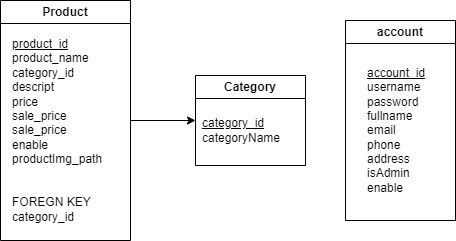 Product
product_id
product_name
category_id
descript
price
sale_price
sale_price
enable
productImg_path
FOREGN KEY
category_id
Category
category_id
categoryName
account
account_id
username
password
fullname
email
phone
address
isAdmin
enable